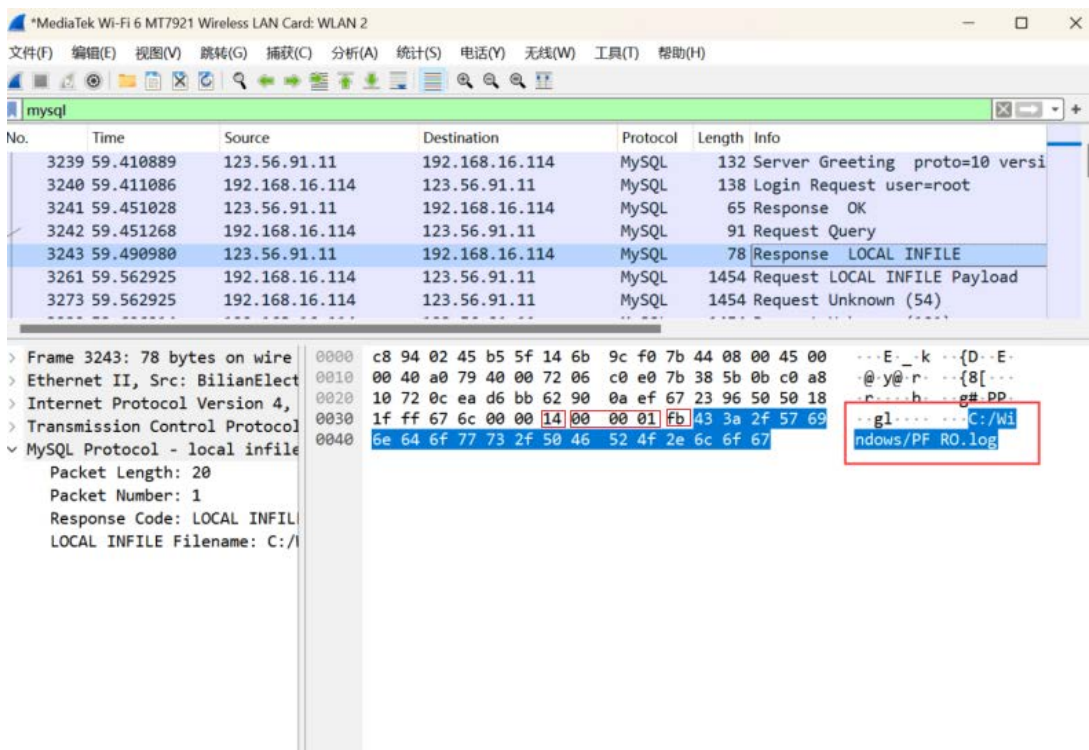 *MediaTek Wi-Fi 6 MT7921 Wireless LAN Card: WLAN 2
文件(F) 编辑(E) 视图(V) 跳转(G) 捕获(C) 分析(A) 统计(S) 电话(Y) 无线(W) 工具(T) 帮助(H)
mysql
No. Time Source Destination Protocol Length Info
3239 59.410889 123.56.91.11 192.168.16.114 MySQL 132 Server Greeting proto=10 versi
3240 59.411086 192.168.16.114 123.56.91.11 MySQL 138 Login Request user=root
3241 59.451028 123.56.91.11 192.168.16.114 MySQL 65 Response OK
3242 59.451268 192.168.16.114 123.56.91.11 MySQL 91 Request Query
3243 59.490980 123.56.91.11 192.168.16.114 MySQL 78 Response LOCAL INFILE
3261 59.562925 192.168.16.114 123.56.91.11 MySQL 1454 Request LOCAL INFILE Payload
3273 59.562925 192.168.16.114 123.56.91.11 MySQL 1454 Request Unknown (54)
Frame 3243: 78 bytes on wire
Ethernet II, Src: BilianElect
Internet Protocol Version 4,
Transmission Control Protocol
MySQL Protocol - local infile
Packet Length: 20
Packet Number: 1
Response Code: LOCAL INFIL
LOCAL INFILE Filename: C:/
0000 c8 94 02 45 b5 5f 14 6b 9c f0 7b 44 08 00 45 00 ···E·_·k ··{D··E·
0010 00 40 a0 79 40 00 72 06 c0 e0 7b 38 5b 0b c0 a8 ·@·y@·r· ··{8[···
0020 10 72 0c ea d6 bb 62 90 0a ef 67 23 96 50 50 18 ·r····b· ··g#·PP·
0030 1f ff 67 6c 00 00 14 00 00 01 fb 43 3a 2f 57 69 ··gl···· ···C:/Wi
0040 6e 64 6f 77 73 2f 50 46 52 4f 2e 6c 6f 67 ndows/PF RO.log